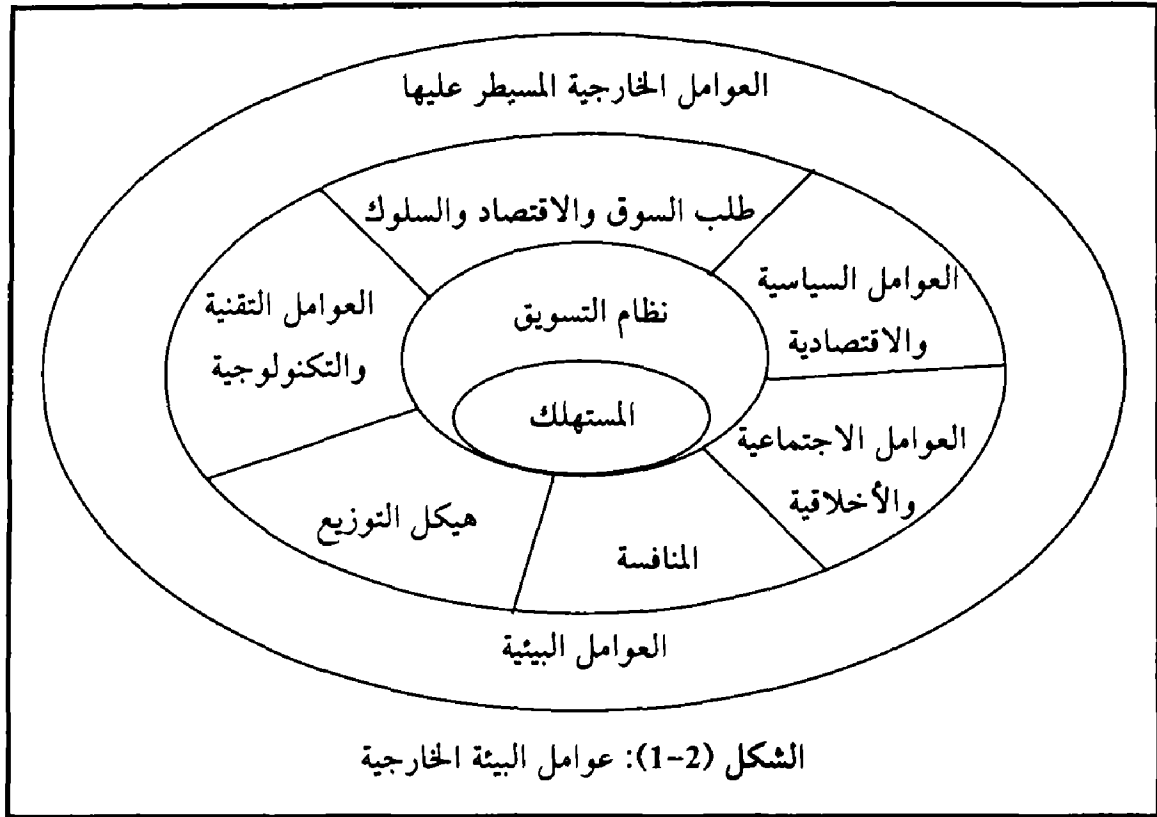 العوامل الخارجية المسيطر عليها
طلب السوق والاقتصاد والسلوك
العوامل السياسية
والاقتصادية
العوامل التقنية
والتكنولوجية
نظام التسويق
المستهلك
العوامل الاجتماعية
والأخلاقية
هيكل التوزيع
المنافسة
العوامل البيئية
الشكل (2-1): عوامل البيئة الخارجية